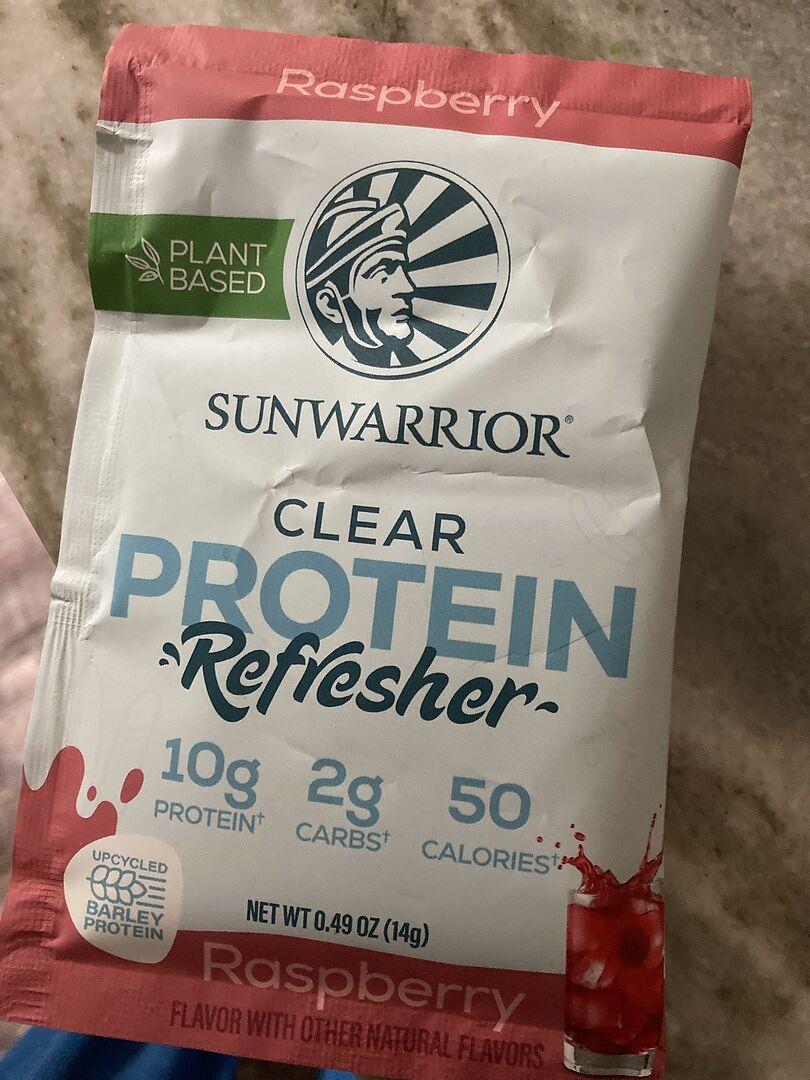 Raspberry
PLANT
BASED
SUNWARRIOR®
CLEAR
PROTEIN
Refresher
10g
PROTEIN†
2g
CARBS†
50
CALORIES†
UPCYCLED
BARLEY
PROTEIN
NET WT 0.49 OZ (14g)
Raspberry
FLAVOR WITH OTHER NATURAL FLAVORS